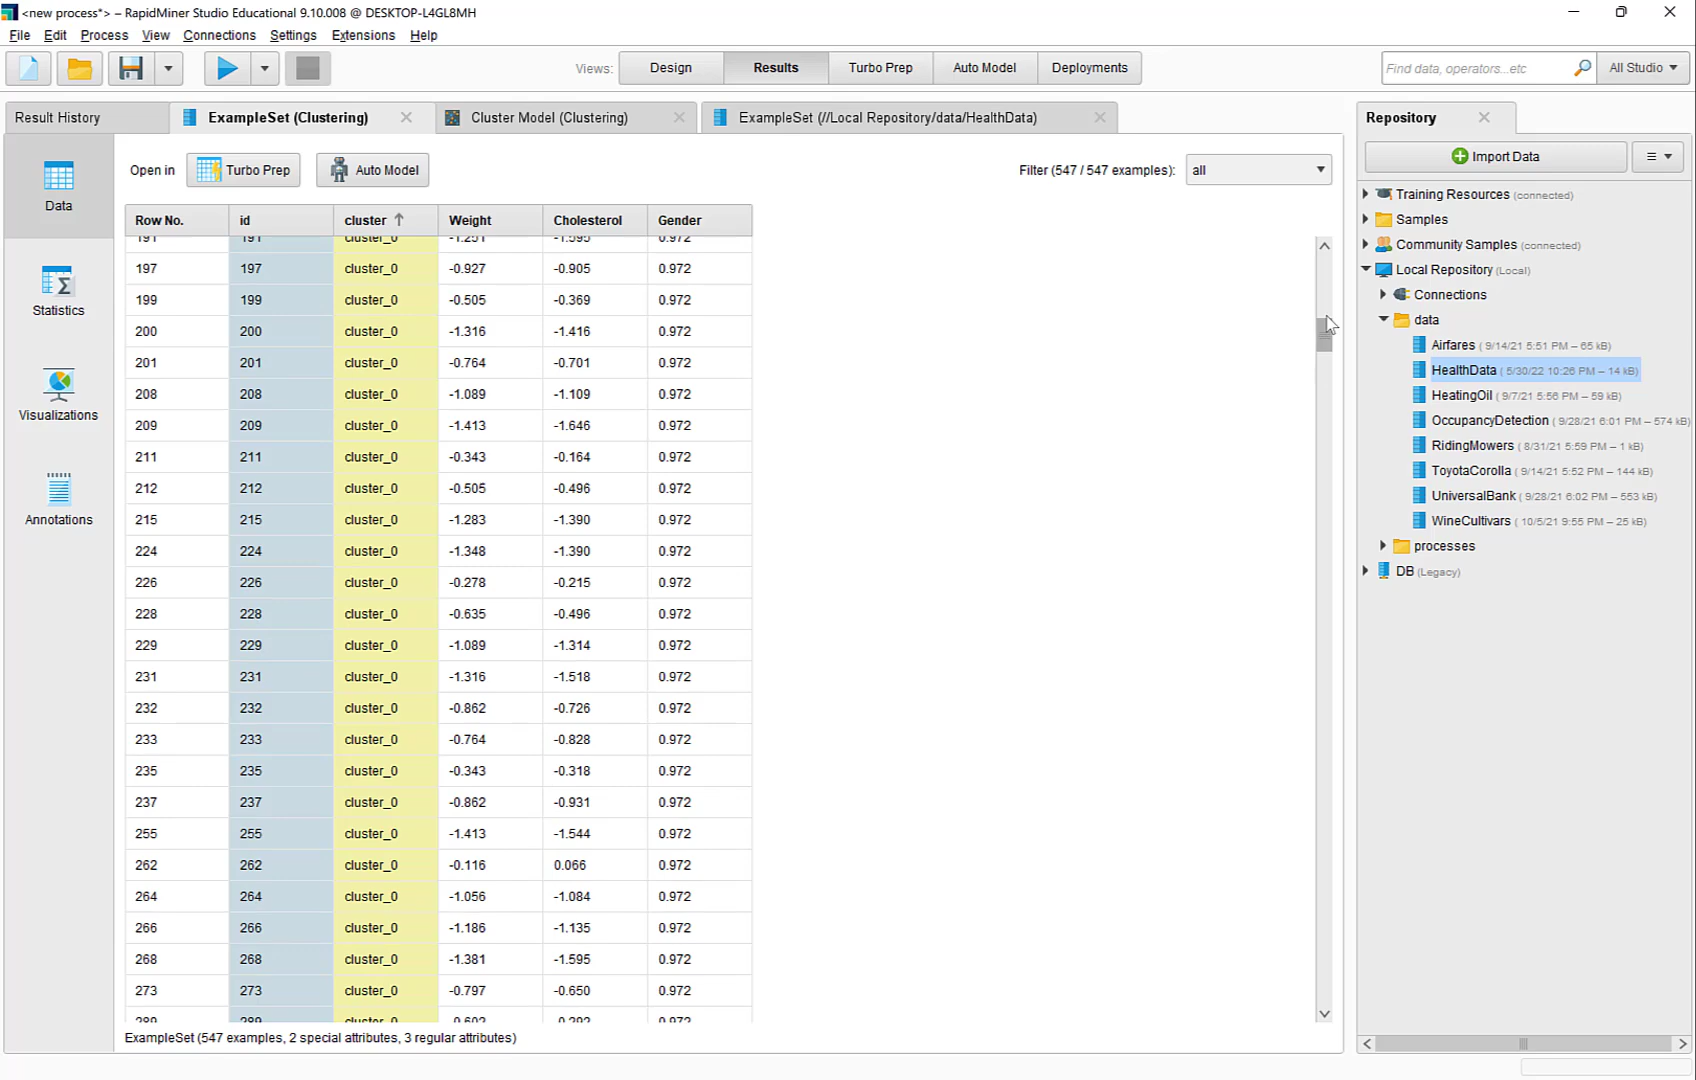 <new process*> – RapidMiner Studio Educational 9.10.008 @ DESKTOP-L4GL8MH
File Edit Process View Connections Settings Extensions Help
Views: Design Results Turbo Prep Auto Model Deployments Find data, operators...etc All Studio
Result History ExampleSet (Clustering) Cluster Model (Clustering) ExampleSet (//Local Repository/data/HealthData)
Data
Statistics
Visualizations
Annotations
Open in Turbo Prep Auto Model Filter (547 / 547 examples): all
Row No. id cluster Weight Cholesterol Gender
191 191 cluster_0 -1.251 -1.595 0.972
197 197 cluster_0 -0.927 -0.905 0.972
199 199 cluster_0 -0.505 -0.369 0.972
200 200 cluster_0 -1.316 -1.416 0.972
201 201 cluster_0 -0.764 -0.701 0.972
208 208 cluster_0 -1.089 -1.109 0.972
209 209 cluster_0 -1.413 -1.646 0.972
211 211 cluster_0 -0.343 -0.164 0.972
212 212 cluster_0 -0.505 -0.496 0.972
215 215 cluster_0 -1.283 -1.390 0.972
224 224 cluster_0 -1.348 -1.390 0.972
226 226 cluster_0 -0.278 -0.215 0.972
228 228 cluster_0 -0.635 -0.496 0.972
229 229 cluster_0 -1.089 -1.314 0.972
231 231 cluster_0 -1.316 -1.518 0.972
232 232 cluster_0 -0.862 -0.726 0.972
233 233 cluster_0 -0.764 -0.828 0.972
235 235 cluster_0 -0.343 -0.318 0.972
237 237 cluster_0 -0.862 -0.931 0.972
255 255 cluster_0 -1.413 -1.544 0.972
262 262 cluster_0 -0.116 0.066 0.972
264 264 cluster_0 -1.056 -1.084 0.972
266 266 cluster_0 -1.186 -1.135 0.972
268 268 cluster_0 -1.381 -1.595 0.972
273 273 cluster_0 -0.797 -0.650 0.972
ExampleSet (547 examples, 2 special attributes, 3 regular attributes)
Repository
Import Data
Training Resources (connected)
Samples
Community Samples (connected)
Local Repository (Local)
Connections
data
Airfares ( 9/14/21 5:51 PM – 65 kB)
HealthData ( 5/30/22 10:26 PM – 14 kB)
HeatingOil ( 9/7/21 5:56 PM – 59 kB)
OccupancyDetection ( 9/28/21 6:01 PM – 574 kB)
RidingMowers ( 8/31/21 5:59 PM – 1 kB)
ToyotaCorolla ( 9/14/21 5:52 PM – 144 kB)
UniversalBank ( 9/28/21 6:02 PM – 553 kB)
WineCultivars ( 10/5/21 9:55 PM – 25 kB)
processes
DB (Legacy)